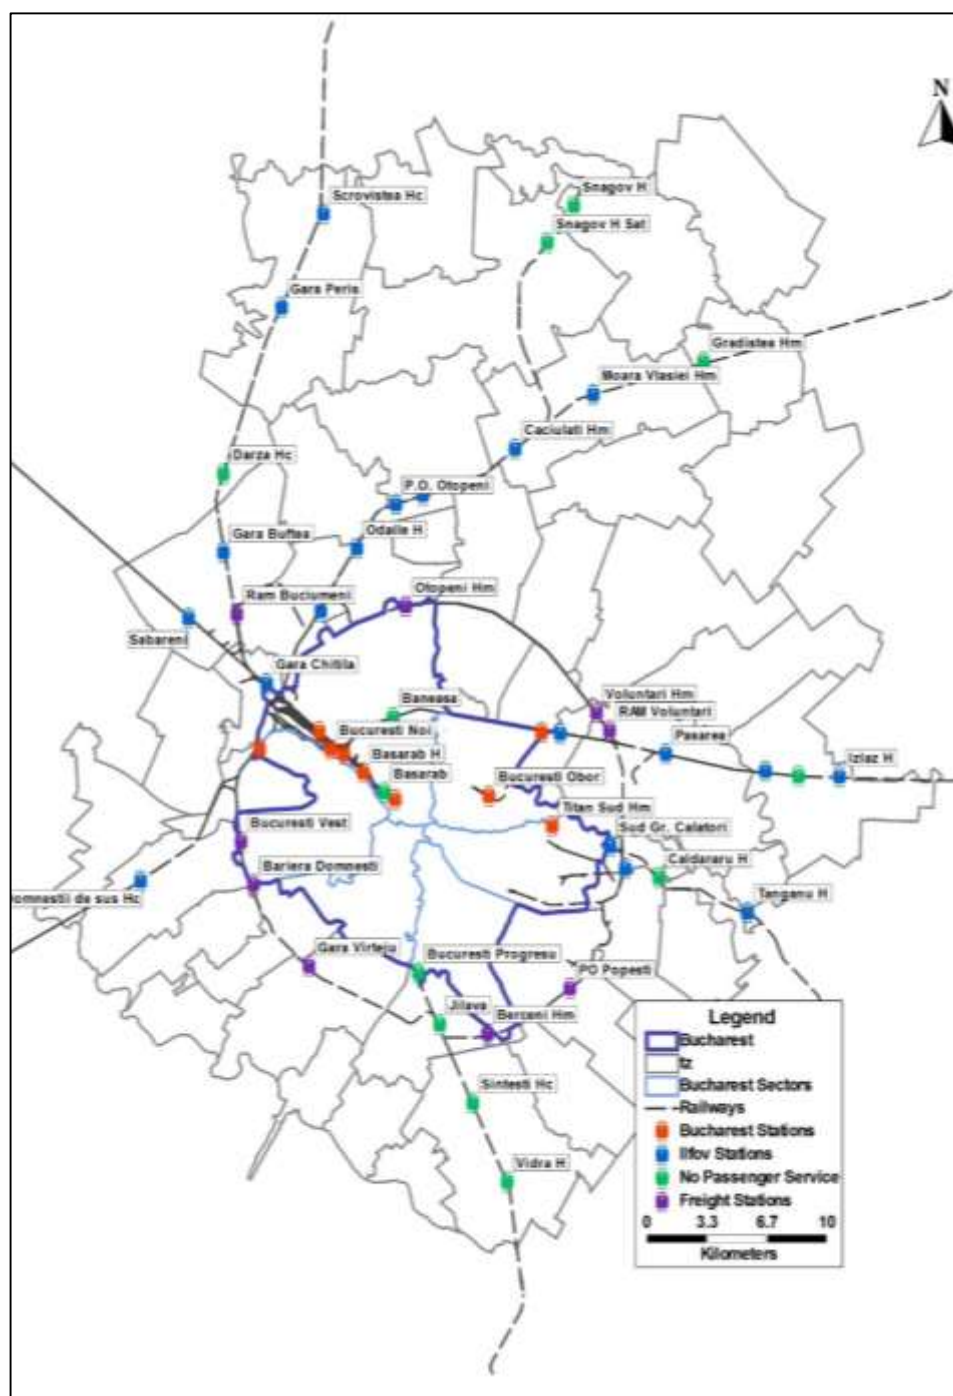 N
Snagov H
Scrovistea Hc
Snagov H Sat
Gara Peris
Gradistea Hm
Moara Vlasiei Hm
Caciulati Hm
Darza Hc
P.O. Otopeni
Odaile H
Gara Buftea
Otopeni Hm
Ram Buciumeni
Sabareni
Gara Chitila
Voluntari Hm
Baneasa
RAM Voluntari
Bucuresti Noi
Pasarea
Basarab H
Izlaz H
Basarab
Bucuresti Obor
Titan Sud Hm
Bucuresti Vest
Sud Gr. Calatori
Caldararu H
Bariera Domnesti
Domnestii de sus Hc
Tanganu H
Gara Virteju
Bucuresti Progresu
PO Popesti
Jilava
Berceni Hm
Sintesti Hc
Vidra H
Legend
Bucharest
tz
Bucharest Sectors
Railways
Bucharest Stations
Ilfov Stations
No Passenger Service
Freight Stations
0 3.3 6.7 10
Kilometers